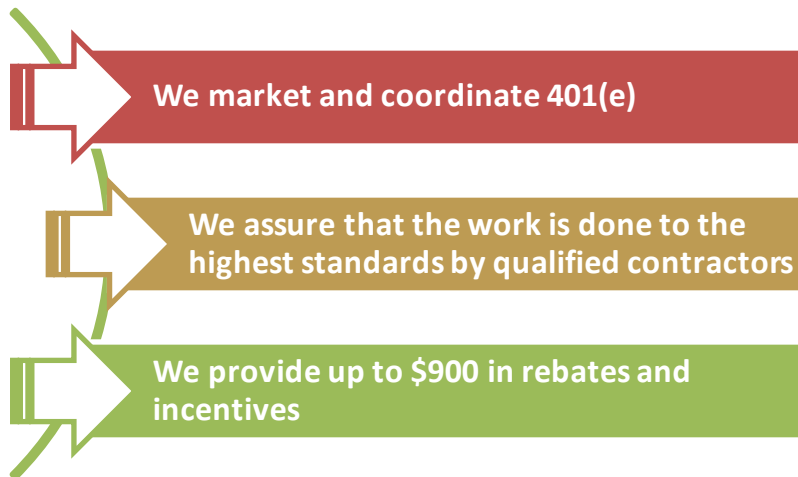 We market and coordinate 401(e)
We assure that the work is done to the
highest standards by qualified contractors
We provide up to $900 in rebates and
incentives